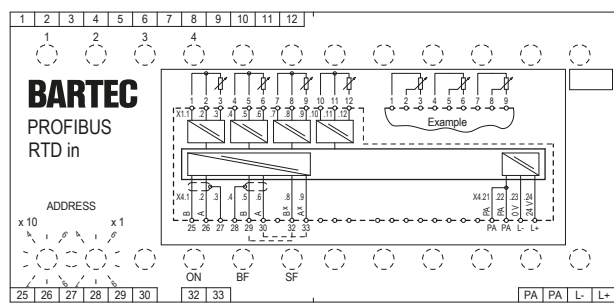 1 2 3 4 5 6 7 8 9 10 11 12
1 2 3 4
BARTEC
PROFIBUS
RTD in
1 2 3 4 5 6 7 8 9 10 11 12 1 2 3 4 5 6 7 8 9
X1.1 .2 .3 .4 .5 .6 .7 .8 .9 .10 .11 .12
Example
X4.1 .2 .3 .4 .5 .6 .8 .9 X4.21 .22 .23 .24
B A B A Bx Ax PA PA 0 V 24 V
25 26 27 28 29 30 32 33 PA PA L- L+
ADDRESS
x 10 x 1
ON BF SF
25 26 27 28 29 30 32 33 PA PA L- L+